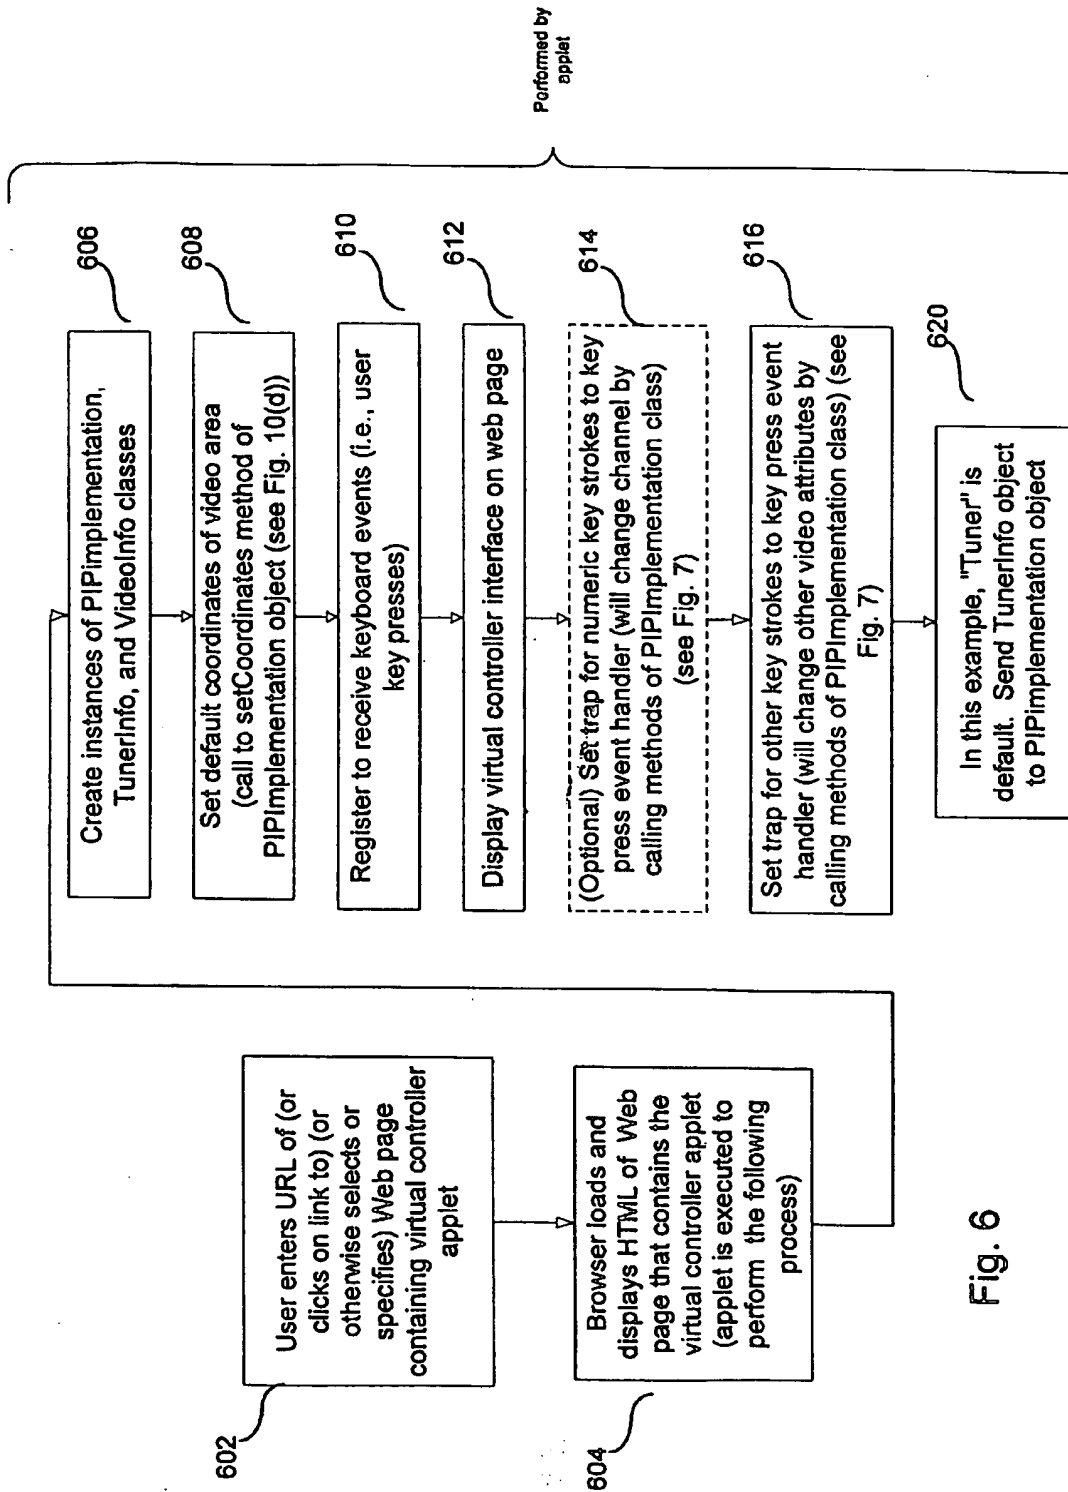 602
User enters URL of (or
clicks on link to) (or
otherwise selects or
specifies) Web page
containing virtual controller
applet
604
Browser loads and
displays HTML of Web
page that contains the
virtual controller applet
(applet is executed to
perform the following
process)
606
Create instances of PIPimplementation,
TunerInfo, and VideoInfo classes
608
Set default coordinates of video area
(call to setCoordinates method of
PIPImplementation object (see Fig. 10(d))
610
Register to receive keyboard events (i.e., user
key presses)
612
Display virtual controller interface on web page
614
(Optional) Set trap for numeric key strokes to key
press event handler (will change channel by
calling methods of PIPImplementation class)
(see Fig. 7)
616
Set trap for other key strokes to key press event
handler (will change other video attributes by
calling methods of PIPImplementation class) (see
Fig. 7)
620
In this example, "Tuner" is
default. Send TunerInfo object
to PIPimplementation object
Performed by
applet
Fig. 6